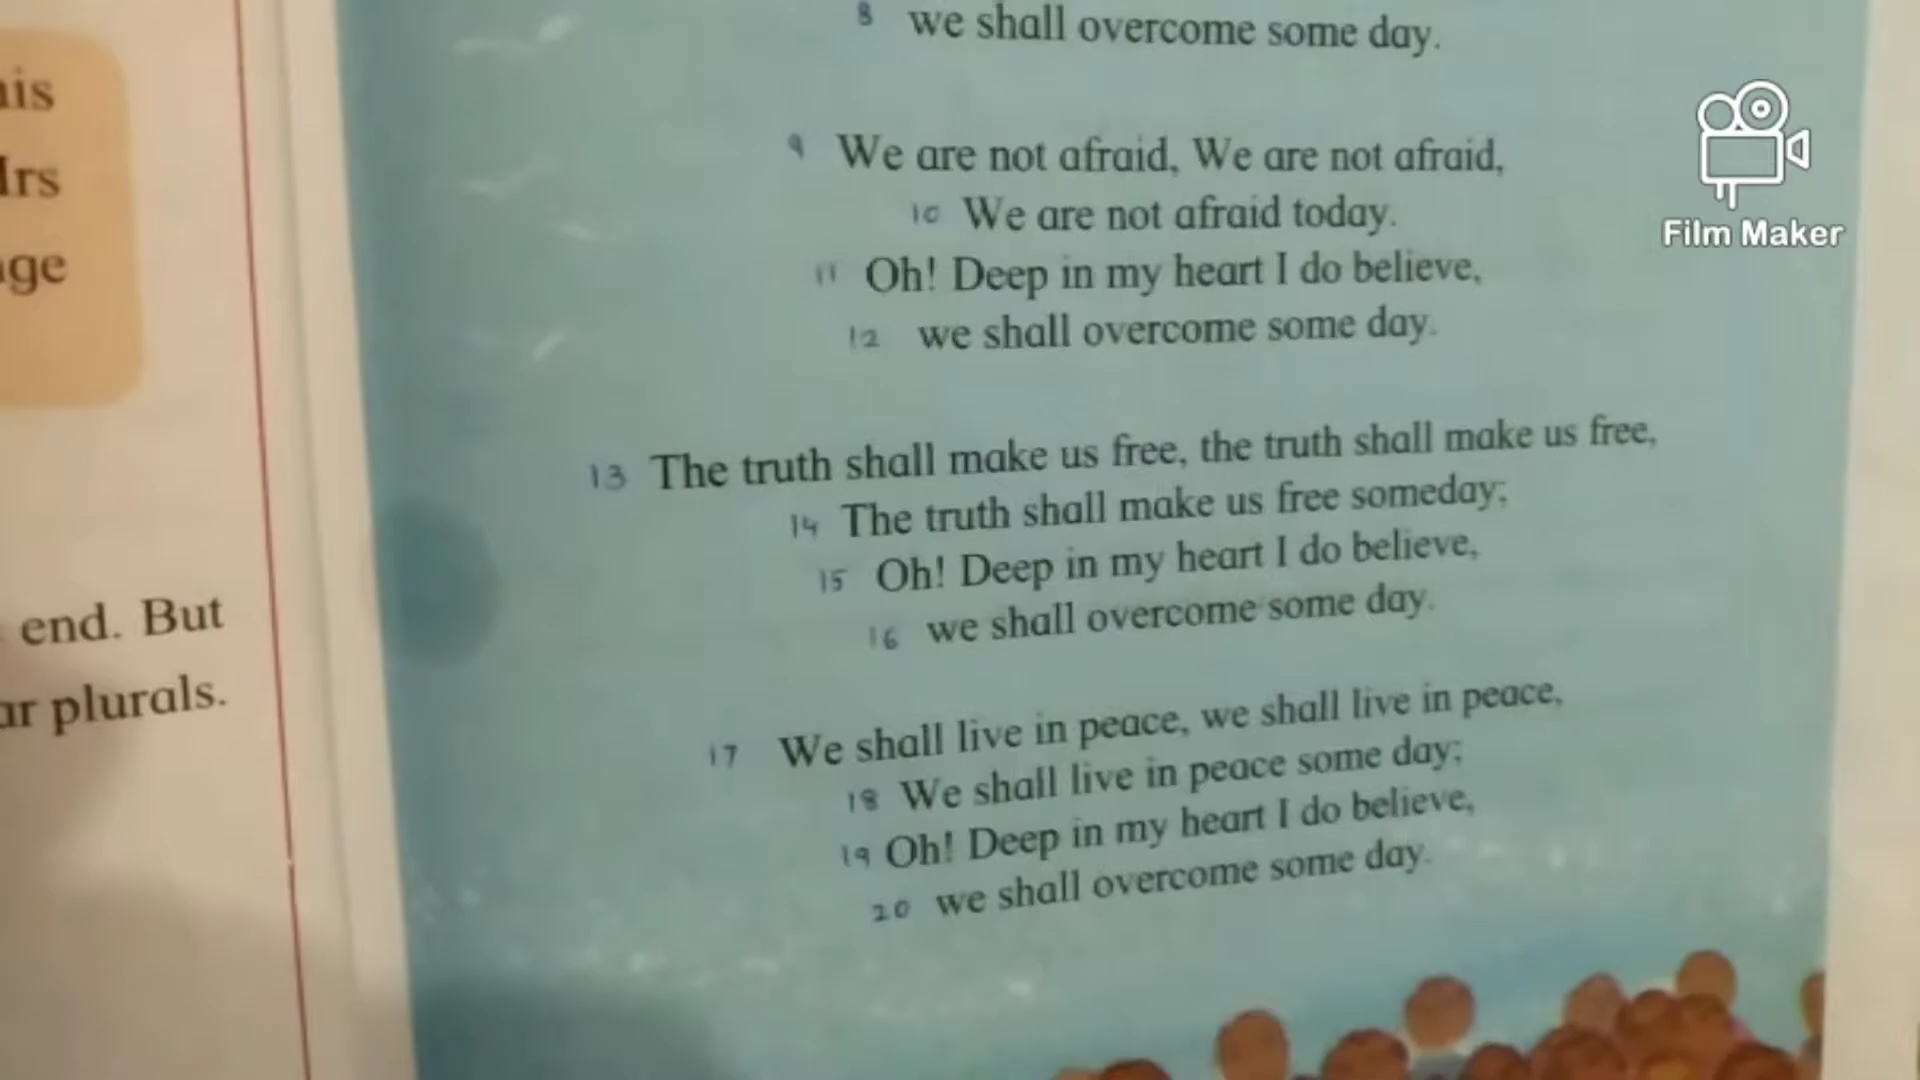 his
Mrs
age
end. But
ar plurals.
8 we shall overcome some day.
9 We are not afraid, We are not afraid,
10 We are not afraid today.
11 Oh! Deep in my heart I do believe,
12 we shall overcome some day.
13 The truth shall make us free, the truth shall make us free,
14 The truth shall make us free someday;
15 Oh! Deep in my heart I do believe,
16 we shall overcome some day.
17 We shall live in peace, we shall live in peace,
18 We shall live in peace some day;
19 Oh! Deep in my heart I do believe,
20 we shall overcome some day.
Film Maker